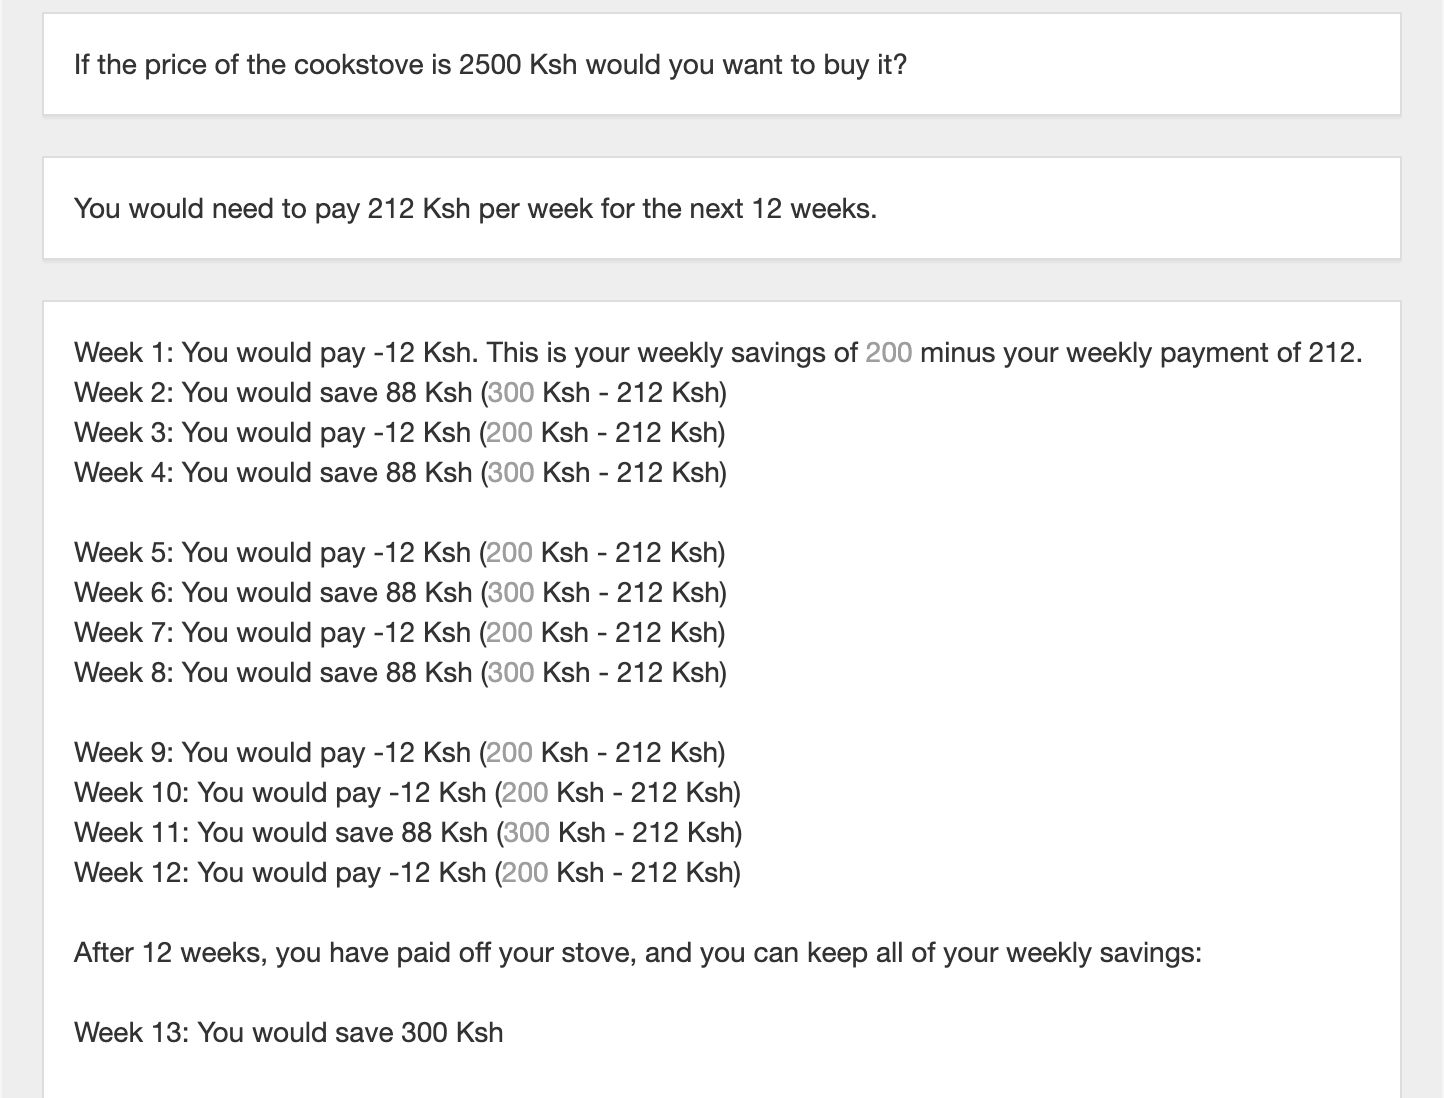 If the price of the cookstove is 2500 Ksh would you want to buy it?
You would need to pay 212 Ksh per week for the next 12 weeks.
Week 1: You would pay -12 Ksh. This is your weekly savings of 200 minus your weekly payment of 212.
Week 2: You would save 88 Ksh (300 Ksh - 212 Ksh)
Week 3: You would pay -12 Ksh (200 Ksh - 212 Ksh)
Week 4: You would save 88 Ksh (300 Ksh - 212 Ksh)
Week 5: You would pay -12 Ksh (200 Ksh - 212 Ksh)
Week 6: You would save 88 Ksh (300 Ksh - 212 Ksh)
Week 7: You would pay -12 Ksh (200 Ksh - 212 Ksh)
Week 8: You would save 88 Ksh (300 Ksh - 212 Ksh)
Week 9: You would pay -12 Ksh (200 Ksh - 212 Ksh)
Week 10: You would pay -12 Ksh (200 Ksh - 212 Ksh)
Week 11: You would save 88 Ksh (300 Ksh - 212 Ksh)
Week 12: You would pay -12 Ksh (200 Ksh - 212 Ksh)
After 12 weeks, you have paid off your stove, and you can keep all of your weekly savings:
Week 13: You would save 300 Ksh